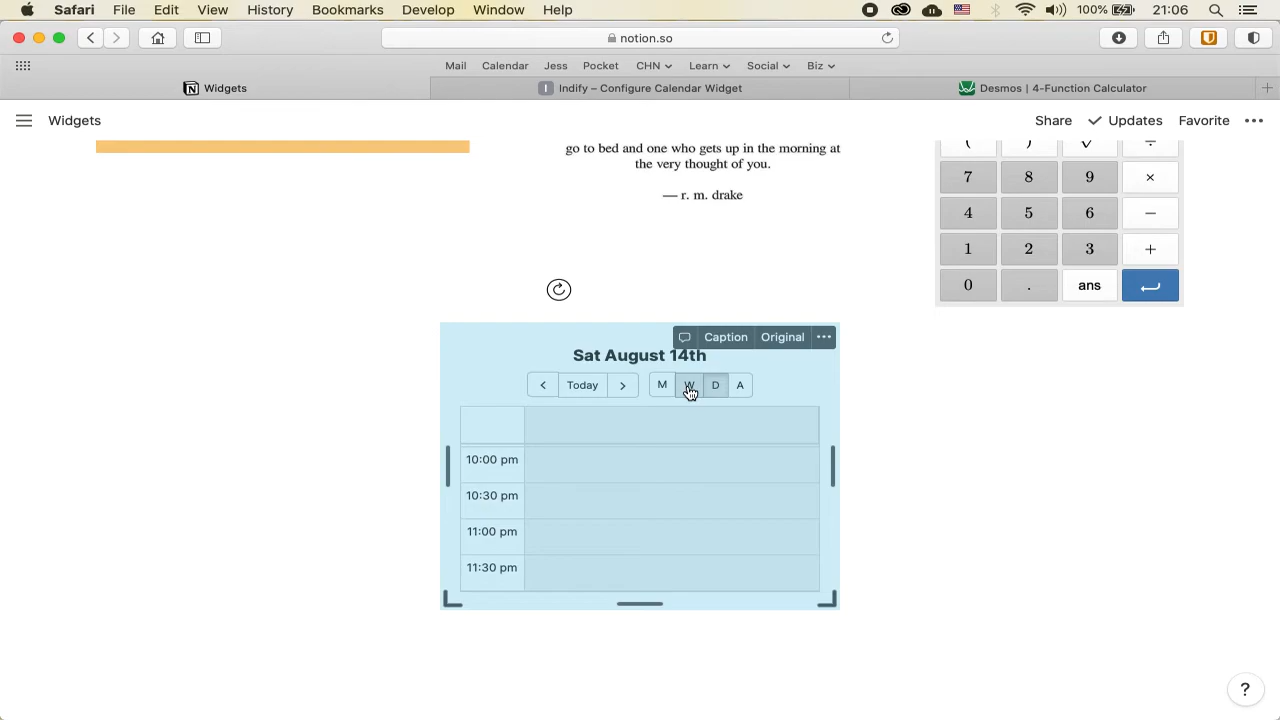 Safari File Edit View History Bookmarks Develop Window Help 100% 21:06
notion.so
Mail Calendar Jess Pocket CHN Learn Social Biz
Widgets
Indify – Configure Calendar Widget
Desmos | 4-Function Calculator
Widgets
Share Updates Favorite •••
go to bed and one who gets up in the morning at
the very thought of you.
— r. m. drake
( ) √ ÷
7 8 9 ×
4 5 6 −
1 2 3 +
0 . ans
Caption Original •••
Sat August 14th
< Today > M W D A
10:00 pm
10:30 pm
11:00 pm
11:30 pm
?